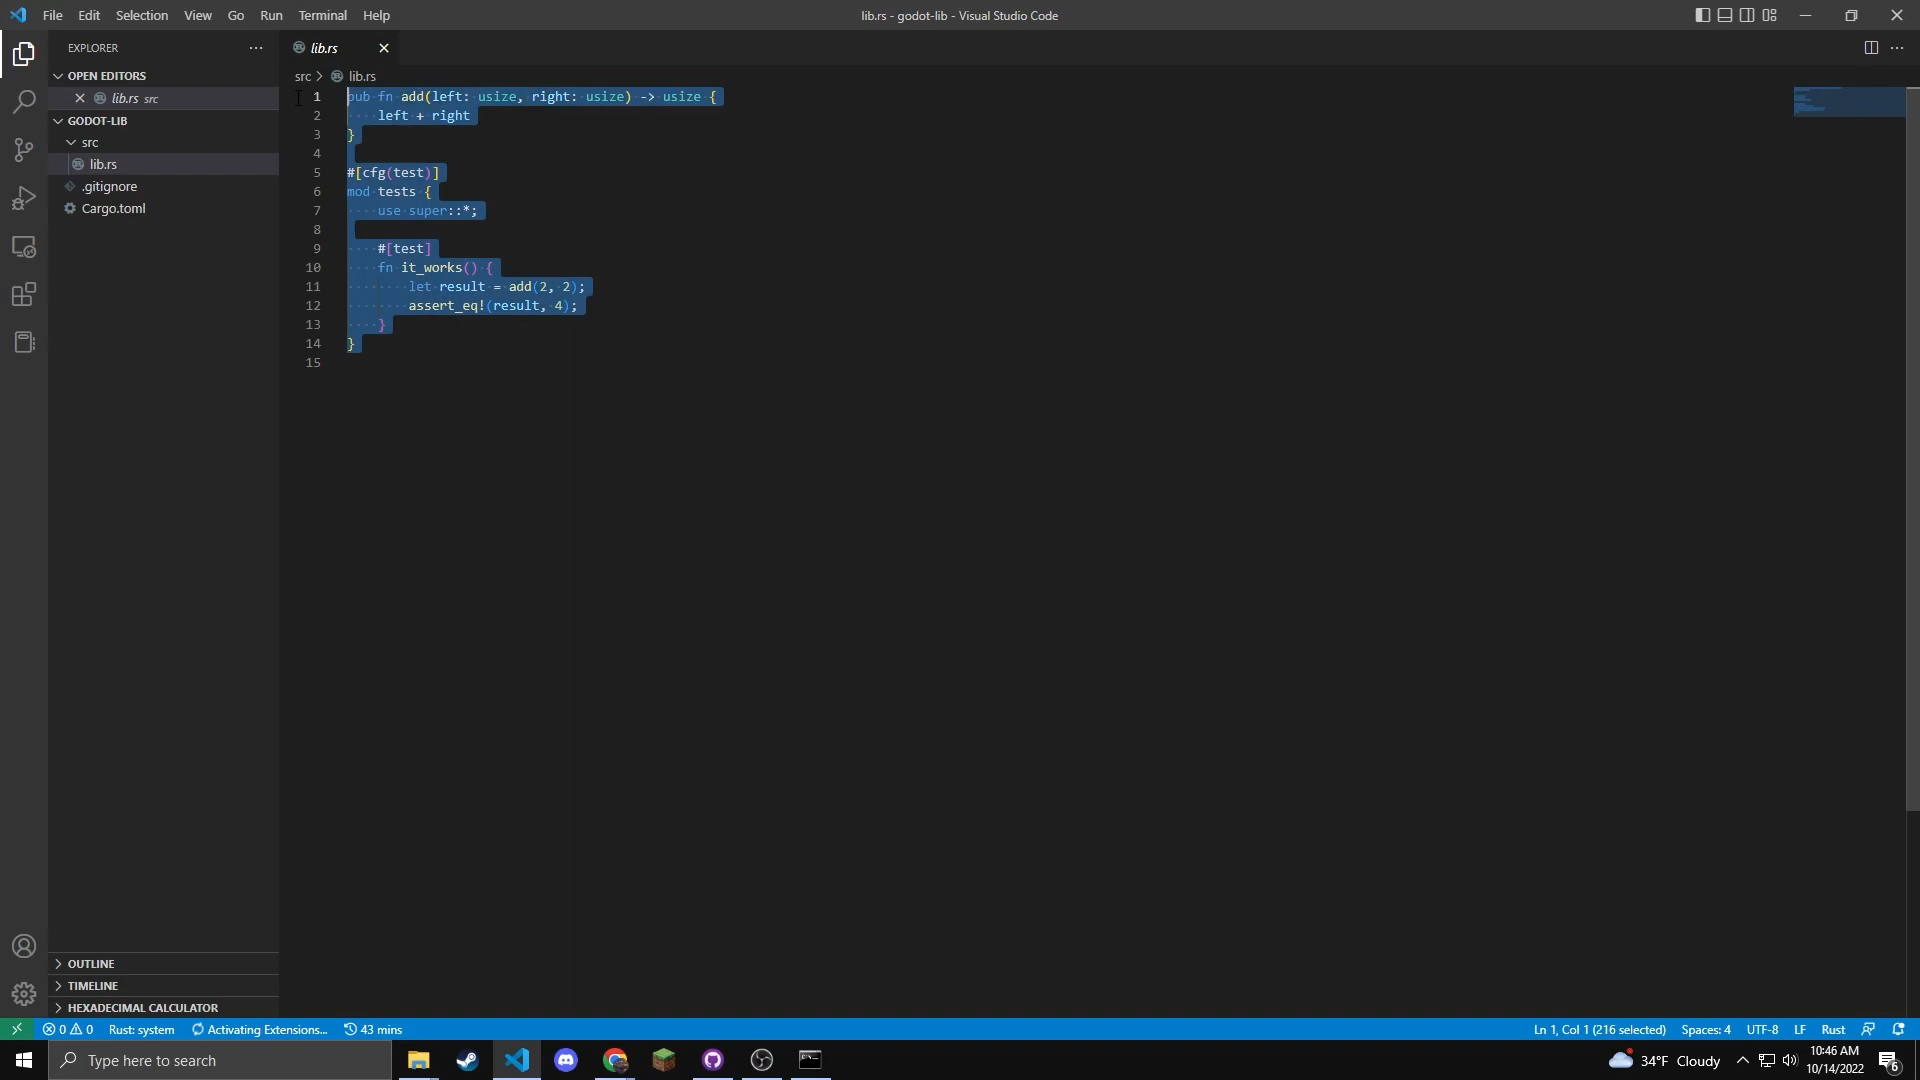 File Edit Selection View Go Run Terminal Help
lib.rs - godot-lib - Visual Studio Code
EXPLORER
OPEN EDITORS
lib.rs src
GODOT-LIB
src
lib.rs
.gitignore
Cargo.toml
OUTLINE
TIMELINE
HEXADECIMAL CALCULATOR
lib.rs
src > lib.rs
1 pub fn add(left: usize, right: usize) -> usize {
2 left + right
3 }
4
5 #[cfg(test)]
6 mod tests {
7 use super::*;
8
9 #[test]
10 fn it_works() {
11 let result = add(2, 2);
12 assert_eq!(result, 4);
13 }
14 }
15
0 0 Rust: system Activating Extensions... 43 mins
Ln 1, Col 1 (216 selected) Spaces: 4 UTF-8 LF Rust
Type here to search
34°F Cloudy
10:46 AM
10/14/2022
6